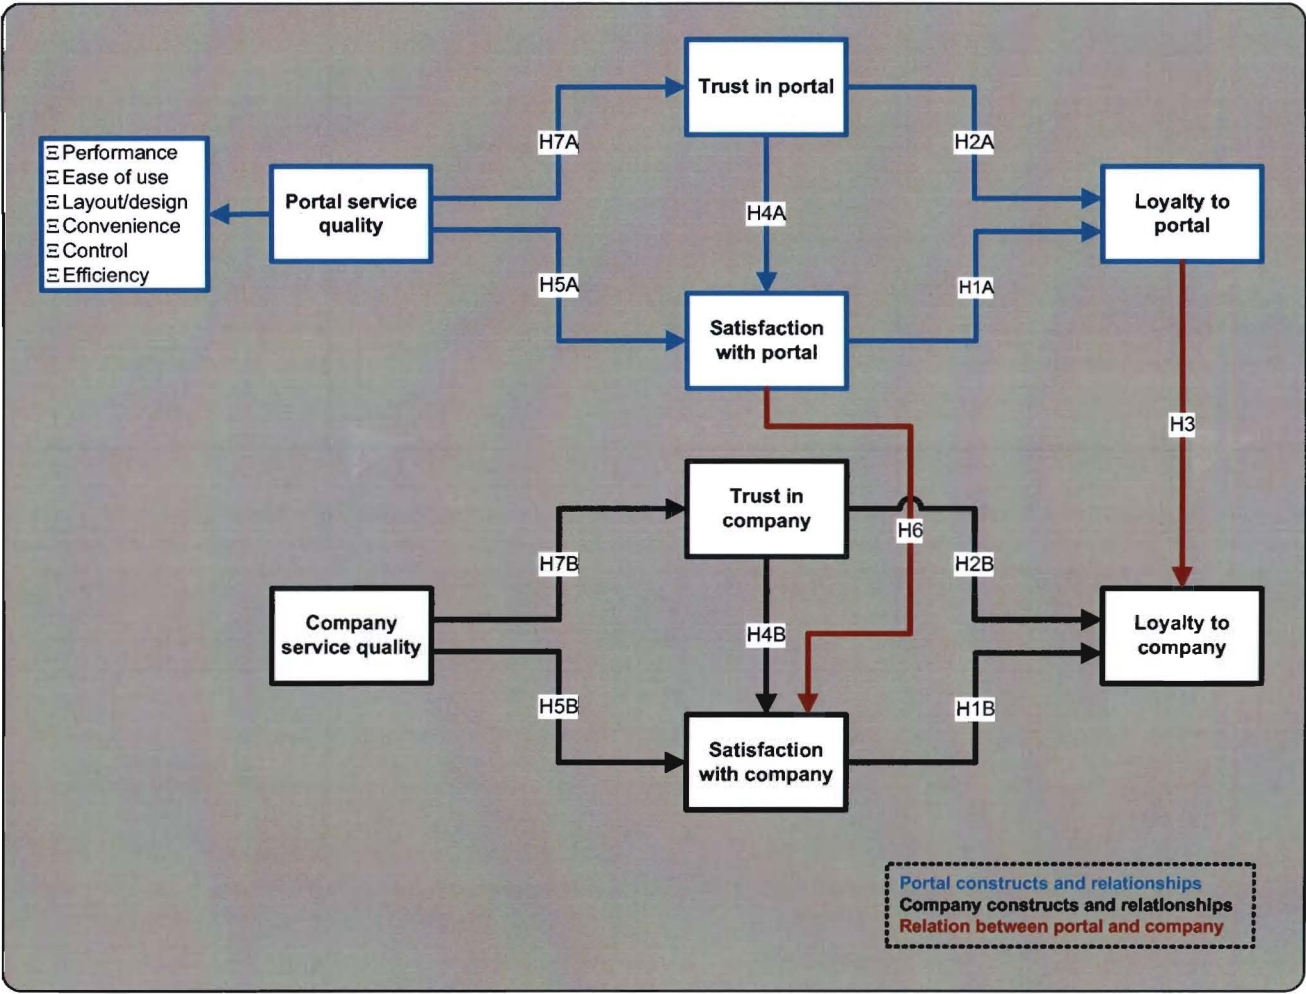 Trust in portal
H7A
H2A
Ξ Performance
Ξ Ease of use
Ξ Layout/design
Ξ Convenience
Ξ Control
Ξ Efficiency
Portal service
quality
H4A
Loyalty to
portal
H5A
H1A
Satisfaction
with portal
H3
Trust in
company
H6
H7B
H2B
Company
service quality
H4B
Loyalty to
company
H5B
H1B
Satisfaction
with company
Portal constructs and relationships
Company constructs and relationships
Relation between portal and company